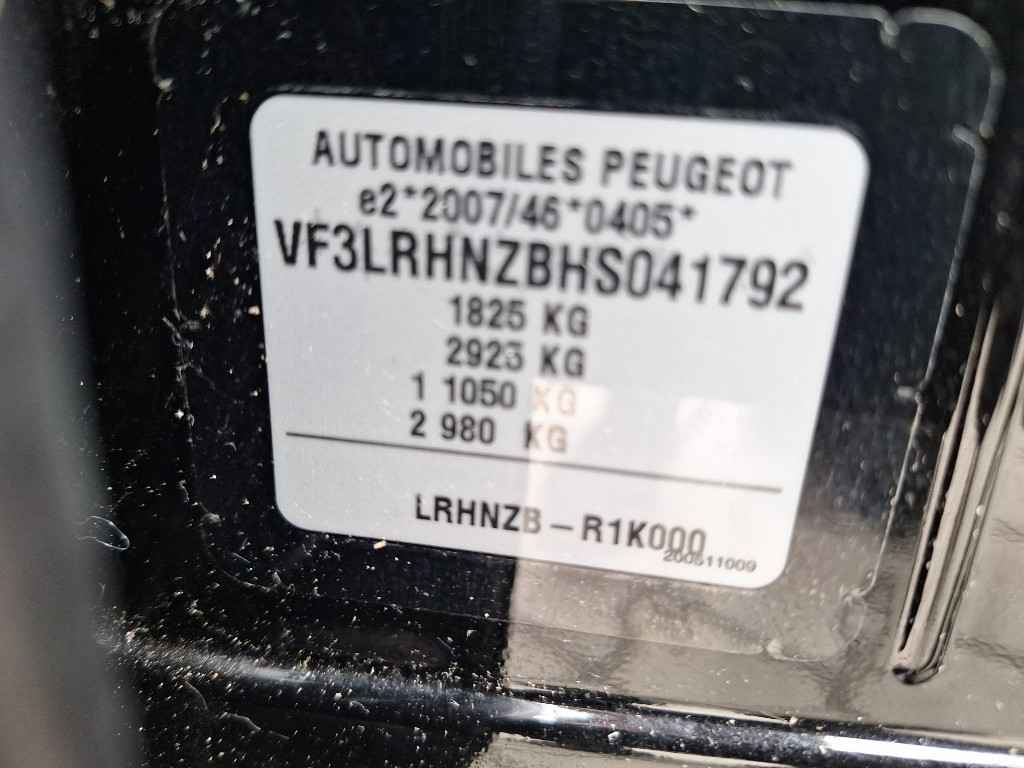 AUTOMOBILES PEUGEOT
e2*2007/46*0405*
VF3LRHNZBHS041792
1825 KG
2923 KG
1 1050 KG
2 980 KG
LRHNZB-R1K000
200511009